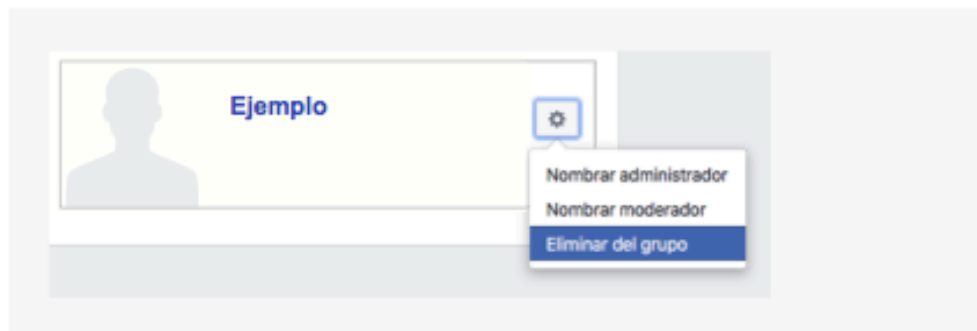 Ejemplo
Nombrar administrador
Nombrar moderador
Eliminar del grupo